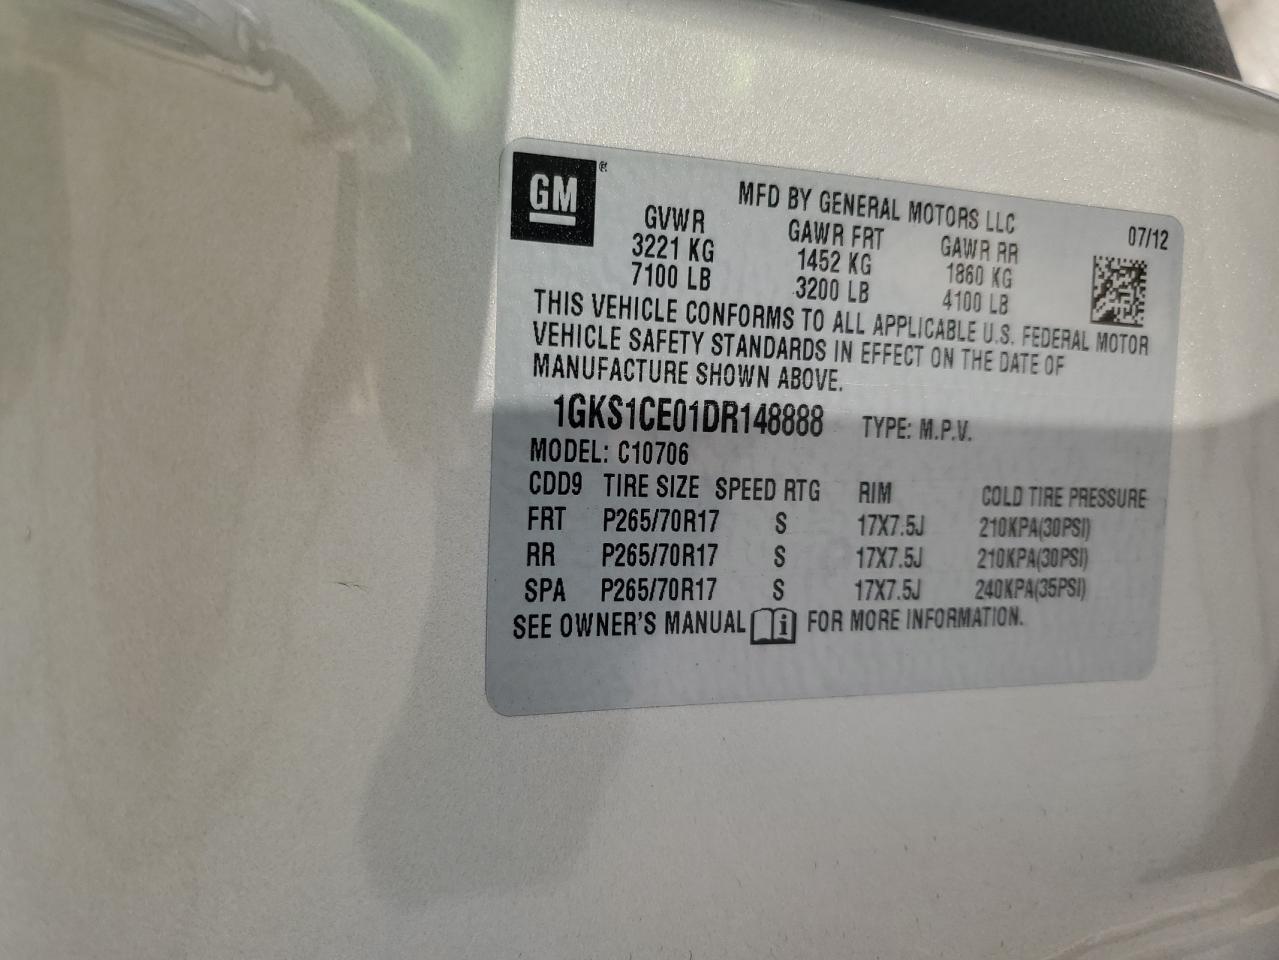 GM ®
MFD BY GENERAL MOTORS LLC
07/12
GVWR GAWR FRT GAWR RR
3221 KG 1452 KG 1860 KG
7100 LB 3200 LB 4100 LB
THIS VEHICLE CONFORMS TO ALL APPLICABLE U.S. FEDERAL MOTOR
VEHICLE SAFETY STANDARDS IN EFFECT ON THE DATE OF
MANUFACTURE SHOWN ABOVE.
1GKS1CE01DR148888 TYPE: M.P.V.
MODEL: C10706
CDD9 TIRE SIZE SPEED RTG RIM COLD TIRE PRESSURE
FRT P265/70R17 S 17X7.5J 210KPA(30PSI)
RR P265/70R17 S 17X7.5J 210KPA(30PSI)
SPA P265/70R17 S 17X7.5J 240KPA(35PSI)
SEE OWNER'S MANUAL i FOR MORE INFORMATION.